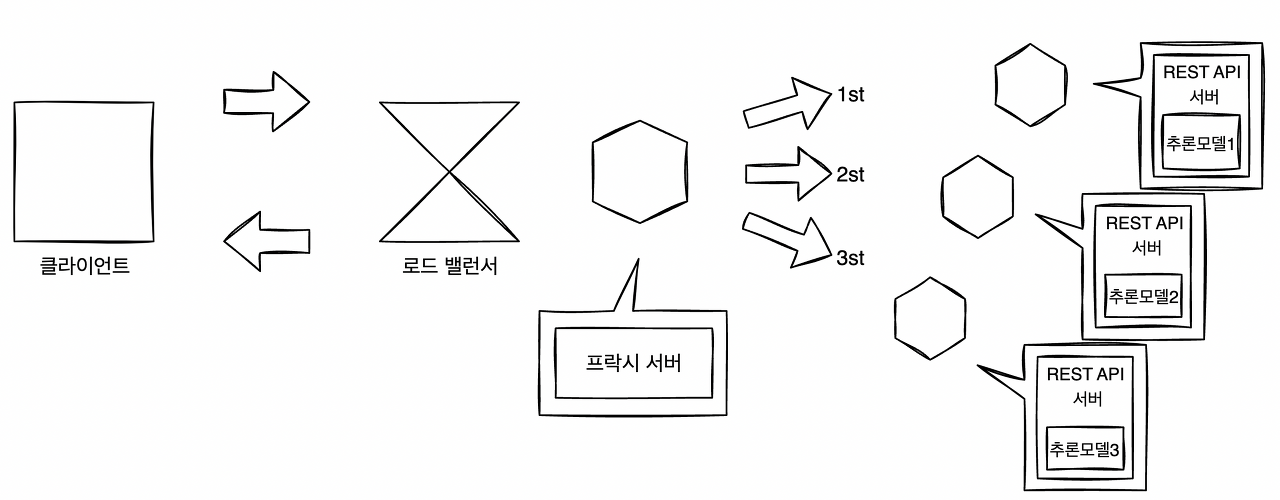 클라이언트
로드 밸런서
프락시 서버
1st
2st
3st
REST API
서버
추론모델1
REST API
서버
추론모델2
REST API
서버
추론모델3